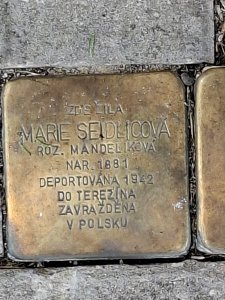 ZDE ŽILA
MARIE SEIDLICOVÁ
ROZ. MANDELÍKOVÁ
NAR. 1881
DEPORTOVÁNA 1942
DO TEREZÍNA
ZAVRAŽDĚNA
V POLSKU